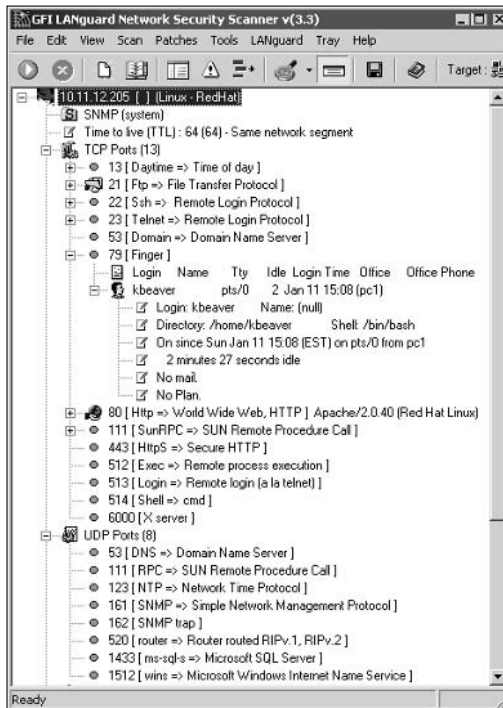 GFI LANguard Network Security Scanner v(3.3)
File Edit View Scan Patches Tools LANguard Tray Help
Target:
10.11.12.205 [ ] (Linux - RedHat)
SNMP (system)
Time to live (TTL) : 64 (64) - Same network segment
TCP Ports (13)
13 [ Daytime => Time of day ]
21 [ Ftp => File Transfer Protocol ]
22 [ Ssh => Remote Login Protocol ]
23 [ Telnet => Remote Login Protocol ]
53 [ Domain => Domain Name Server ]
79 [ Finger ]
Login Name Tty Idle Login Time Office Office Phone
kbeaver pts/0 2 Jan 11 15:08 (pc1)
Login: kbeaver Name: (null)
Directory: /home/kbeaver Shell: /bin/bash
On since Sun Jan 11 15:08 (EST) on pts/0 from pc1
2 minutes 27 seconds idle
No mail.
No Plan.
80 [ Http => World Wide Web, HTTP ] Apache/2.0.40 (Red Hat Linux)
111 [ SunRPC => SUN Remote Procedure Call ]
443 [ HttpS => Secure HTTP ]
512 [ Exec => Remote process execution ]
513 [ Login => Remote login (a la telnet) ]
514 [ Shell => cmd ]
6000 [ X server ]
UDP Ports (8)
53 [ DNS => Domain Name Server ]
111 [ RPC => SUN Remote Procedure Call ]
123 [ NTP => Network Time Protocol ]
161 [ SNMP => Simple Network Management Protocol ]
162 [ SNMP trap ]
520 [ router => Router routed RIPv.1, RIPv.2 ]
1433 [ ms-sql-s => Microsoft SQL Server ]
1512 [ wins => Microsoft Windows Internet Name Service ]
Ready